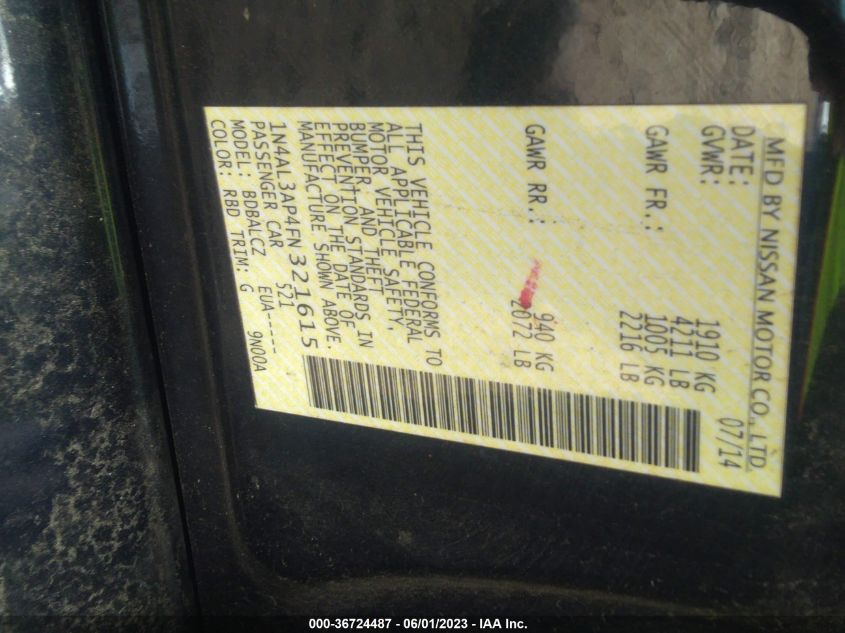 MFD BY NISSAN MOTOR CO., LTD.
DATE: 07/14
GVWR: 1910 KG
4211 LB
GAWR FR.: 1005 KG
2216 LB
GAWR RR.: 940 KG
2072 LB
THIS VEHICLE CONFORMS TO
ALL APPLICABLE FEDERAL
MOTOR VEHICLE SAFETY,
BUMPER, AND THEFT
PREVENTION STANDARDS IN
EFFECT ON THE DATE OF
MANUFACTURE SHOWN ABOVE.
1N4AL3AP4FN321615
PASSENGER CAR S21
MODEL: BDBALCZ EUA-----
COLOR: RBD TRIM: G 9N00A
000-36724487 - 06/01/2023 - IAA Inc.